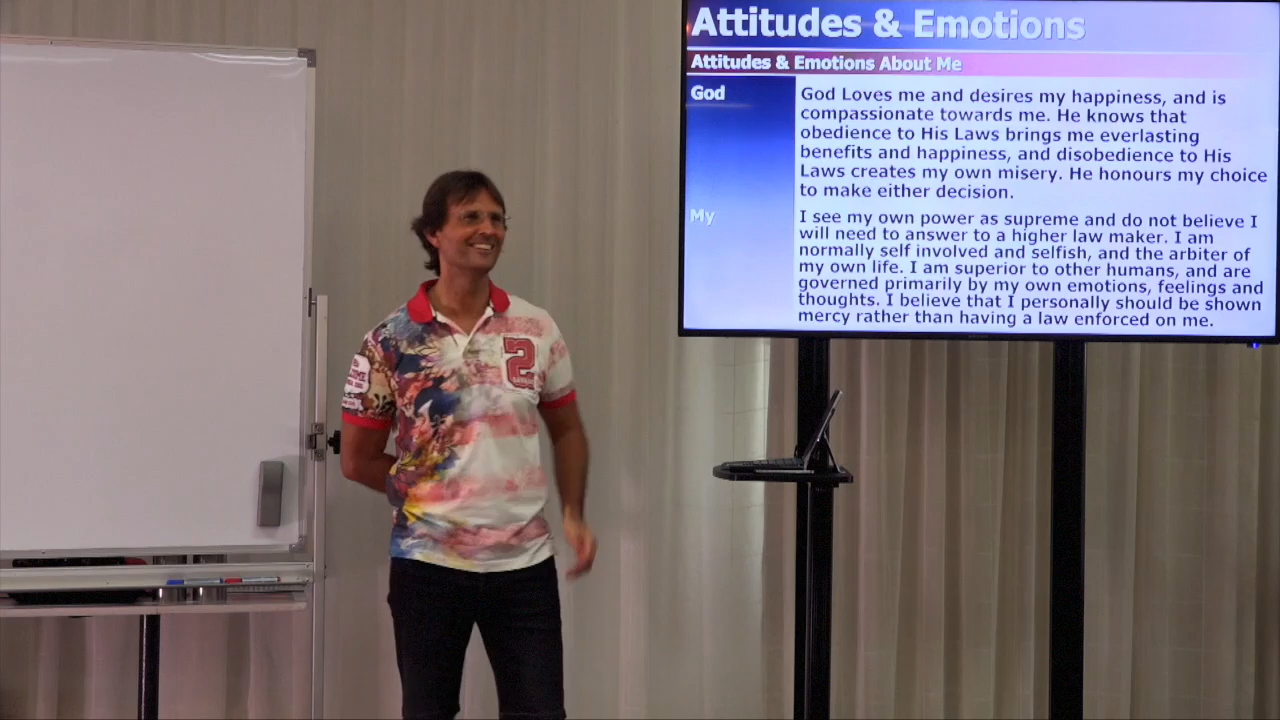 Attitudes & Emotions
Attitudes & Emotions About Me
God
God Loves me and desires my happiness, and is
compassionate towards me. He knows that
obedience to His Laws brings me everlasting
benefits and happiness, and disobedience to His
Laws creates my own misery. He honours my choice
to make either decision.
My
I see my own power as supreme and do not believe I
will need to answer to a higher law maker. I am
normally self involved and selfish, and the arbiter of
my own life. I am superior to other humans, and are
governed primarily by my own emotions, feelings and
thoughts. I believe that I personally should be shown
mercy rather than having a law enforced on me.
2